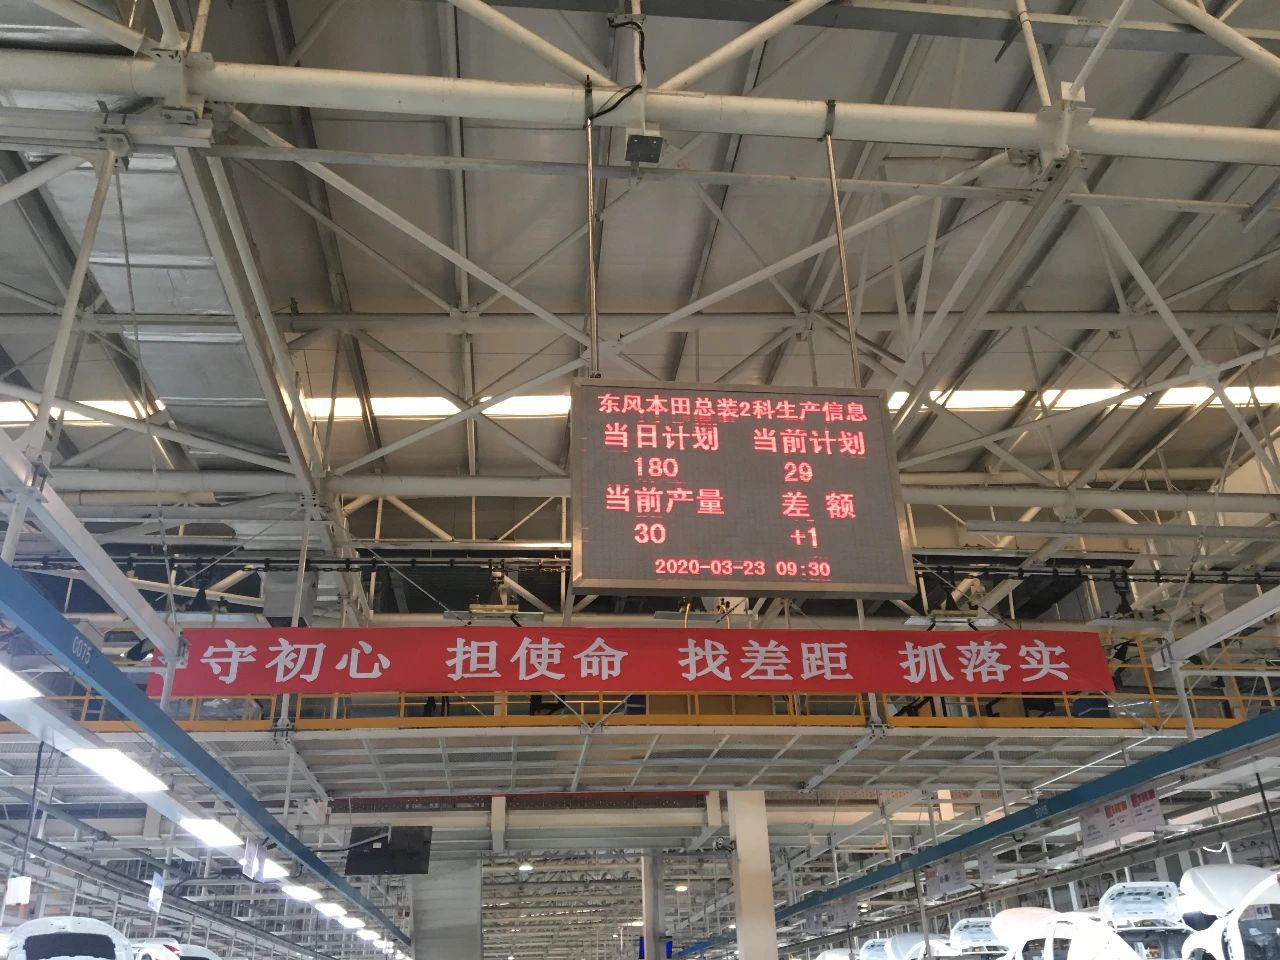 东风本田总装2科生产信息
当日计划 当前计划
180 29
当前产量 差额
30 +1
2020-03-23 09:30
守初心 担使命 找差距 抓落实
C075